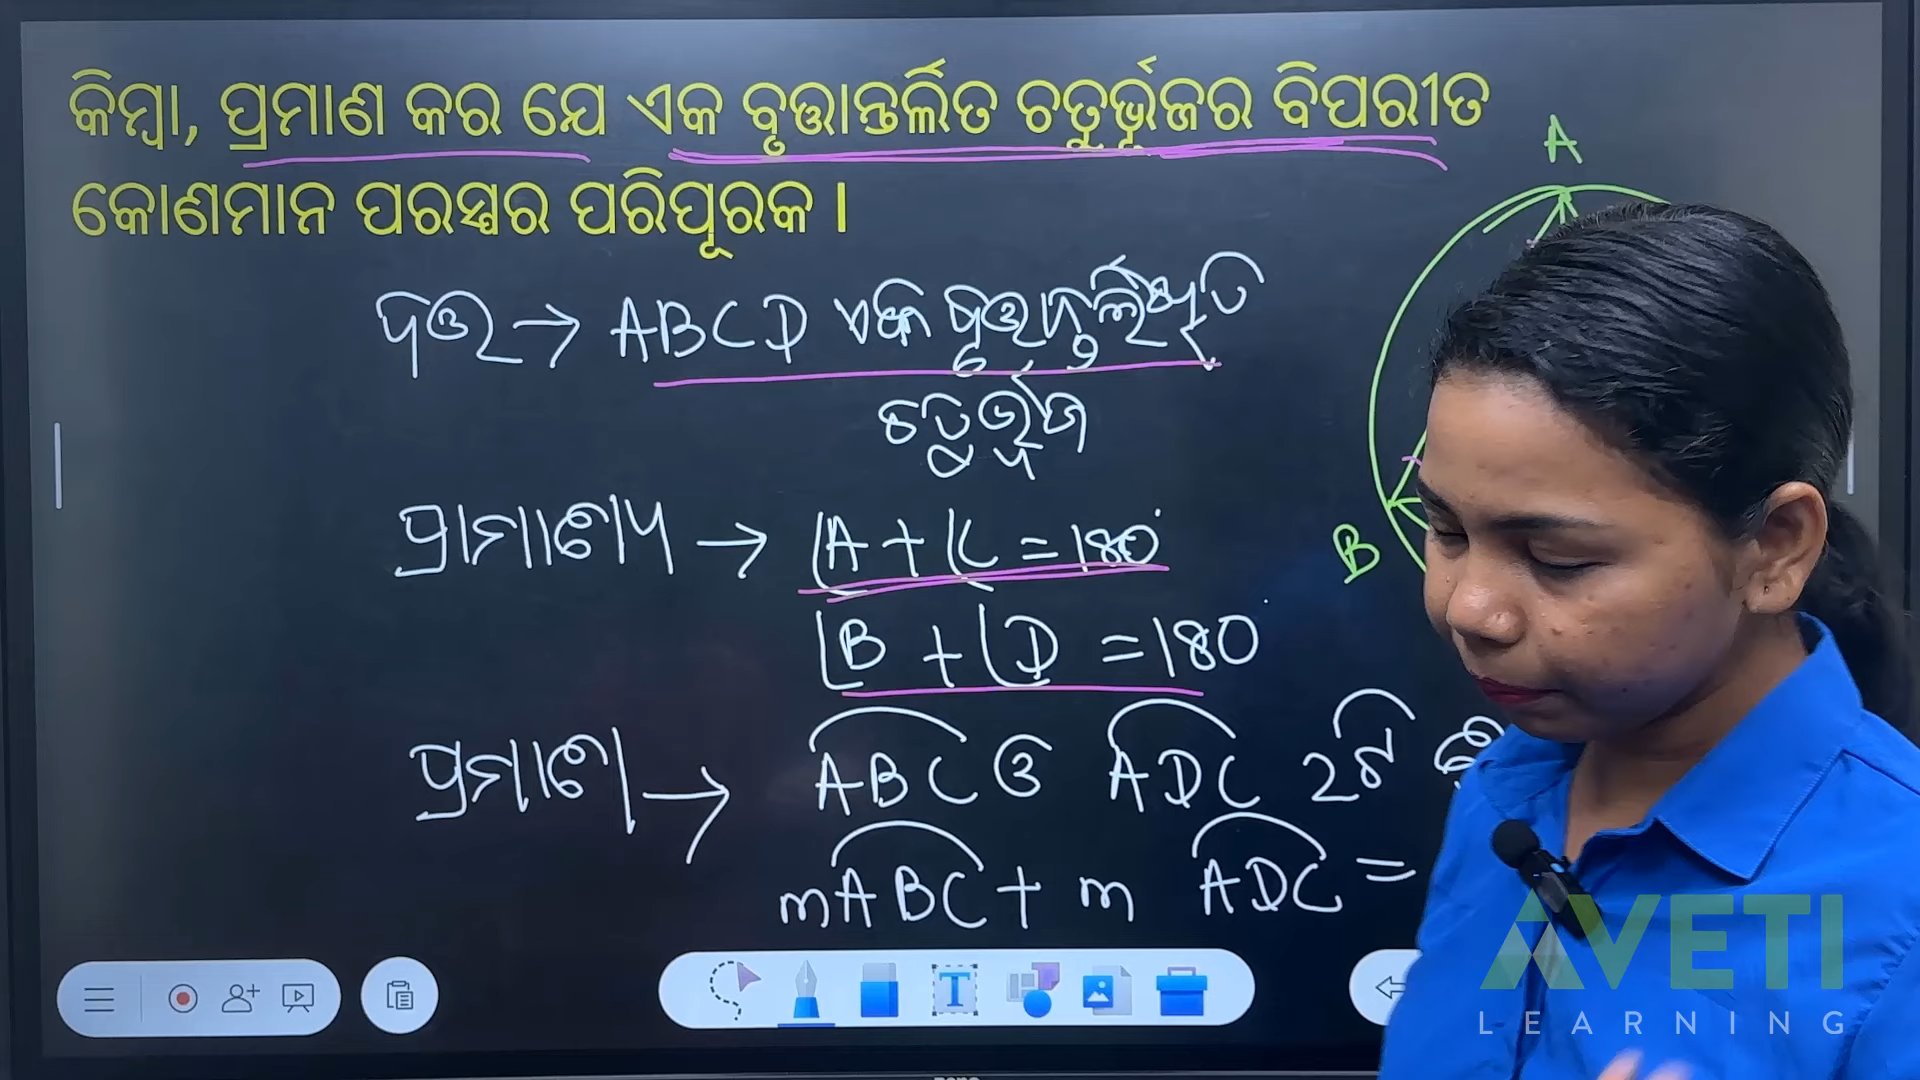 କିମ୍ବା, ପ୍ରମାଣ କର ଯେ ଏକ ବୃତ୍ତାନ୍ତର୍ଲିତ ଚତୁର୍ଭୂଜର ବିପରୀତ
କୋଣମାନ ପରସ୍ପର ପରିପୂରକ ।
A
ଦତ୍ତ → ABCD ଏକ ବୃତ୍ତାନ୍ତର୍ଲିଖିତ
ଚତୁର୍ଭୁଜ
ପ୍ରାମାଣ୍ୟ → ∠A + ∠C = 180°
B
∠B + ∠D = 180°
ପ୍ରମାଣ → ABC ଓ ADC 2ଟି
mABC + m ADC =
T
AVETI
LEARNING